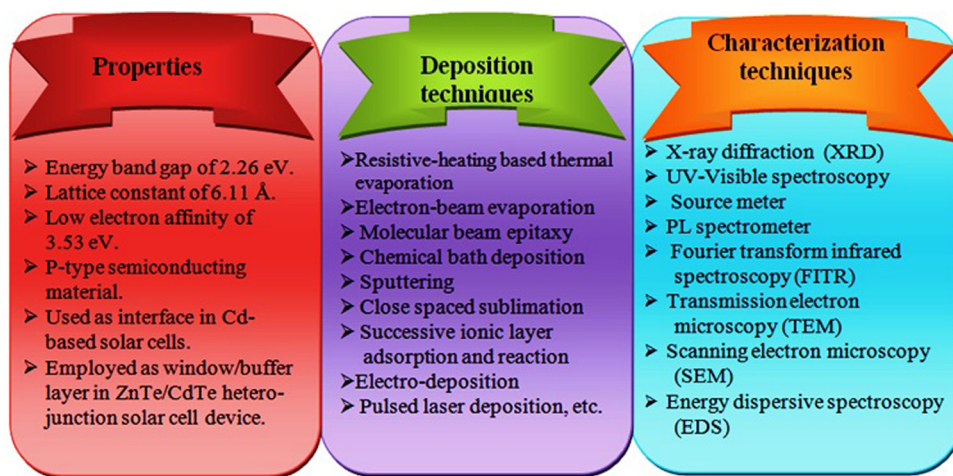 Properties
➢ Energy band gap of 2.26 eV.
➢ Lattice constant of 6.11 Å.
➢ Low electron affinity of
3.53 eV.
➢ P-type semiconducting
material.
➢ Used as interface in Cd-
based solar cells.
➢ Employed as window/buffer
layer in ZnTe/CdTe hetero-
junction solar cell device.
Deposition
techniques
➢Resistive-heating based thermal
evaporation
➢Electron-beam evaporation
➢ Molecular beam epitaxy
➢ Chemical bath deposition
➢ Sputtering
➢ Close spaced sublimation
➢ Successive ionic layer
adsorption and reaction
➢Electro-deposition
➢ Pulsed laser deposition, etc.
Characterization
techniques
➢ X-ray diffraction (XRD)
➢ UV-Visible spectroscopy
➢ Source meter
➢ PL spectrometer
➢ Fourier transform infrared
spectroscopy (FITR)
➢ Transmission electron
microscopy (TEM)
➢ Scanning electron microscopy
(SEM)
➢ Energy dispersive spectroscopy
(EDS)